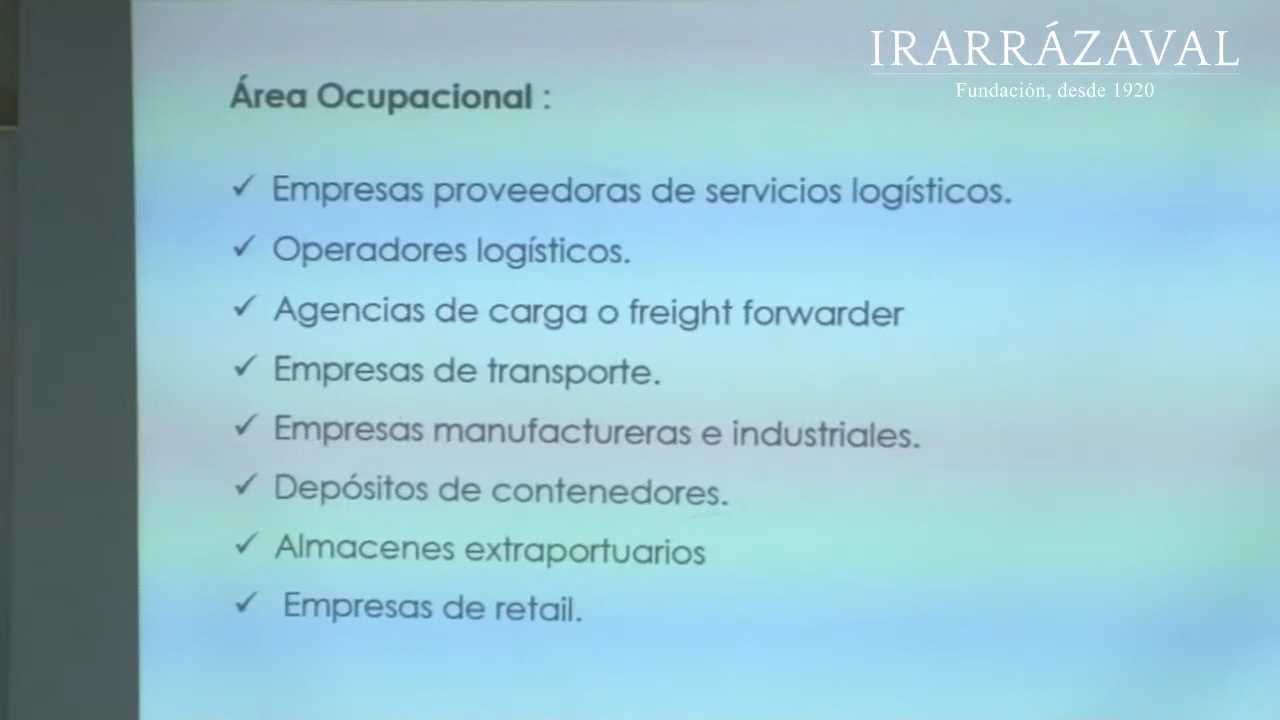 IRARRÁZAVAL
Fundación, desde 1920
Área Ocupacional :
✓ Empresas proveedoras de servicios logísticos.
✓ Operadores logísticos.
✓ Agencias de carga o freight forwarder
✓ Empresas de transporte.
✓ Empresas manufactureras e industriales.
✓ Depósitos de contenedores.
✓ Almacenes extraportuarios
✓ Empresas de retail.